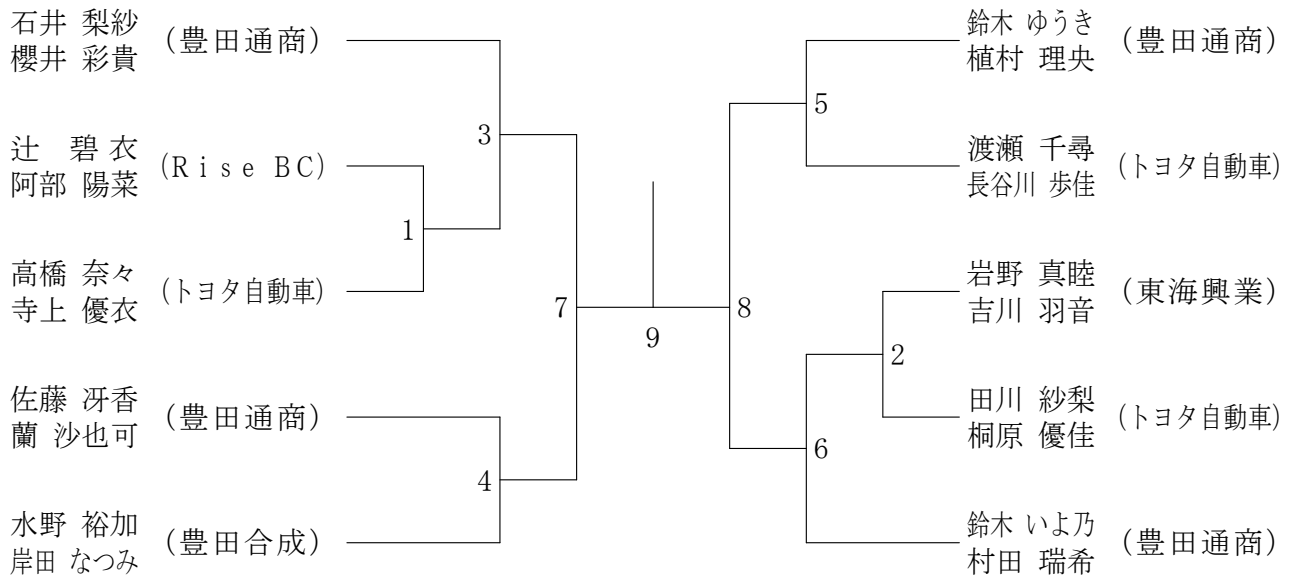 石井 梨紗
櫻井 彩貴
(豊田通商)
辻 碧衣
阿部 陽菜
(Rise BC)
高橋 奈々
寺上 優衣
(トヨタ自動車)
佐藤 冴香
蘭 沙也可
(豊田通商)
水野 裕加
岸田 なつみ
(豊田合成)
3
1
7
4
9
8
5
2
6
鈴木 ゆうき
植村 理央
(豊田通商)
渡瀬 千尋
長谷川 歩佳
(トヨタ自動車)
岩野 真睦
吉川 羽音
(東海興業)
田川 紗梨
桐原 優佳
(トヨタ自動車)
鈴木 いよ乃
村田 瑞希
(豊田通商)